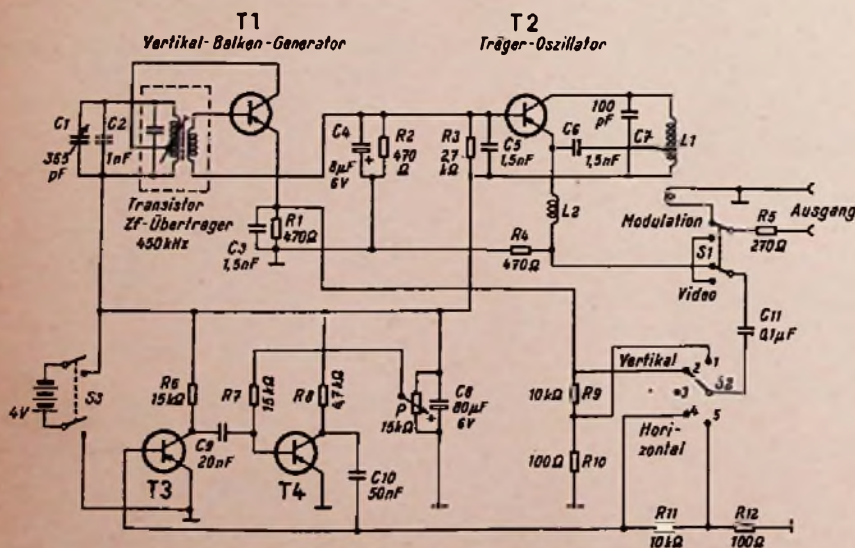 T1
Vertikal-Balken-Generator
T2
Träger-Oszillator
C1
365
pF
C2
1nF
Transistor
Zf-Übertrager
450kHz
C4
8µF
6V
R2
470
Ω
R3
2,7
kΩ
C5
1,5nF
C6
1,5nF
100
pF
C7
L1
L2
R1
470Ω
C3
1,5nF
R4
470Ω
Modulation
S1
Video
R5
270Ω
Ausgang
C11
0,1µF
Vertikal
1
2
3
4
5
S2
Hori-
zontal
10kΩ
R9
100Ω
R10
4V
S3
R6
15kΩ
R7
15kΩ
R8
4,7kΩ
P
15kΩ
C8
80µF
6V
C9
20nF
T3
T4
C10
50nF
R11
10kΩ
R12
100Ω